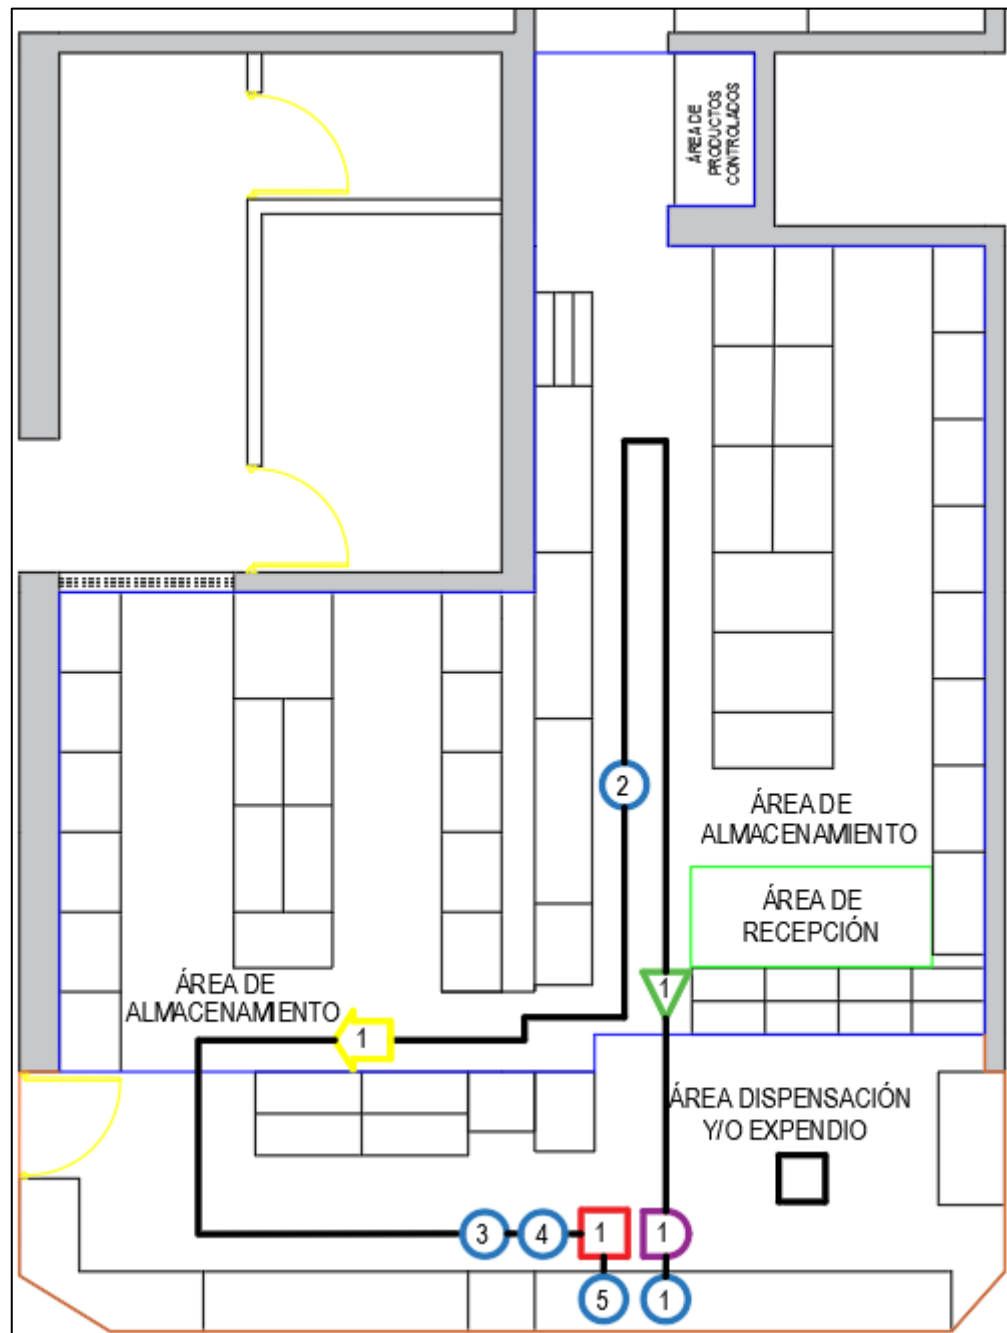 ÁREA DE
PRODUCTOS
CONTROLADOS
2
ÁREA DE
ALMACENAMIENTO
ÁREA DE
RECEPCIÓN
ÁREA DE
ALMACENAMIENTO
1
1
ÁREA DISPENSACIÓN
Y/O EXPENDIO
3
4
1
1
5
1